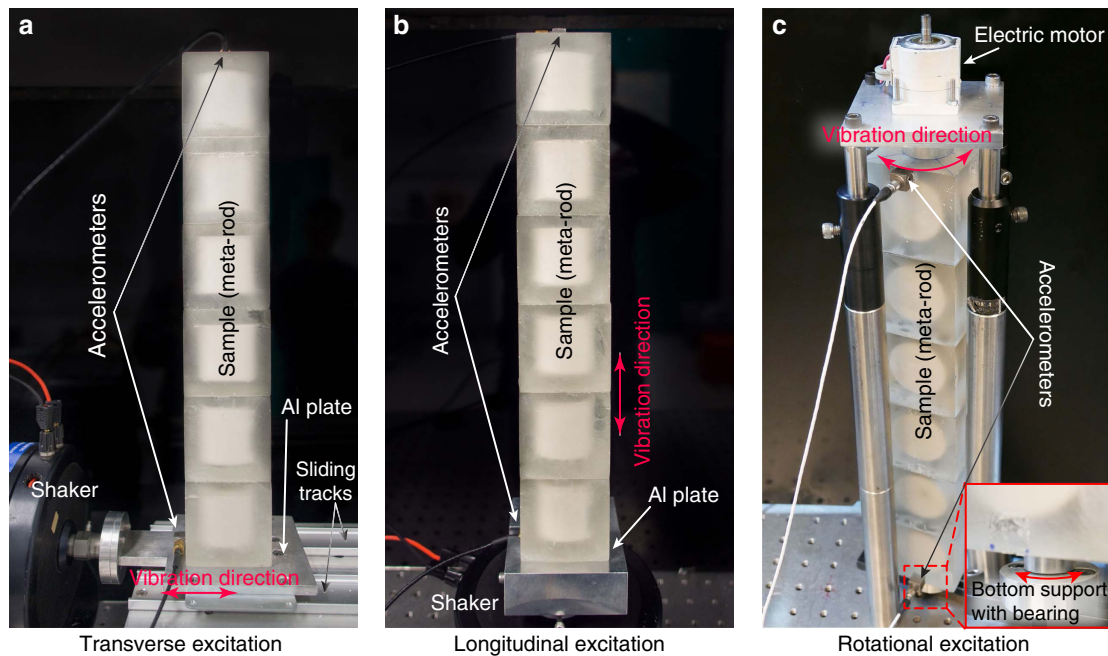 a
Accelerometers
Sample (meta-rod)
Al plate
Sliding
tracks
Shaker
Vibration direction
Transverse excitation
b
Accelerometers
Sample (meta-rod)
Vibration direction
Al plate
Shaker
Longitudinal excitation
c
Electric motor
Vibration direction
Accelerometers
Sample (meta-rod)
Bottom support
with bearing
Rotational excitation